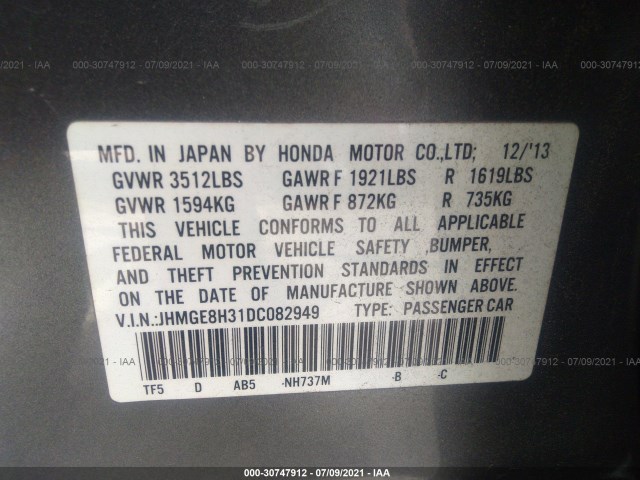 000-30747912 - 07/09/2021 - IAA
MFD. IN JAPAN BY HONDA MOTOR CO.,LTD; 12/'13
GVWR 3512LBS GAWR F 1921LBS R 1619LBS
GVWR 1594KG GAWR F 872KG R 735KG
THIS VEHICLE CONFORMS TO ALL APPLICABLE
FEDERAL MOTOR VEHICLE SAFETY ,BUMPER,
AND THEFT PREVENTION STANDARDS IN EFFECT
ON THE DATE OF MANUFACTURE SHOWN ABOVE.
V.I.N.:JHMGE8H31DC082949 TYPE: PASSENGER CAR
TF5 D AB5 -NH737M -B -C
000-30747912 - 07/09/2021 - IAA